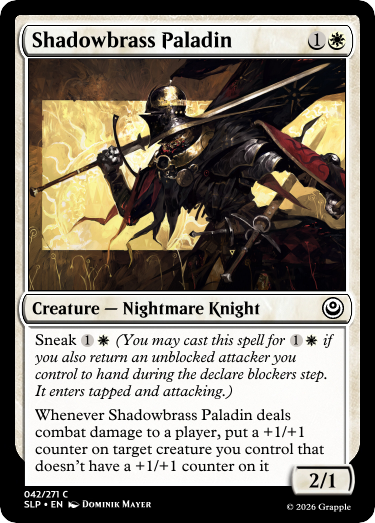 Shadowbrass Paladin 1
Creature — Nightmare Knight
Sneak 1 (You may cast this spell for 1 if
you also return an unblocked attacker you
control to hand during the declare blockers step.
It enters tapped and attacking.)
Whenever Shadowbrass Paladin deals
combat damage to a player, put a +1/+1
counter on target creature you control that
doesn't have a +1/+1 counter on it
2/1
042/271 C
SLP • EN Dominik Mayer
© 2026 Grapple